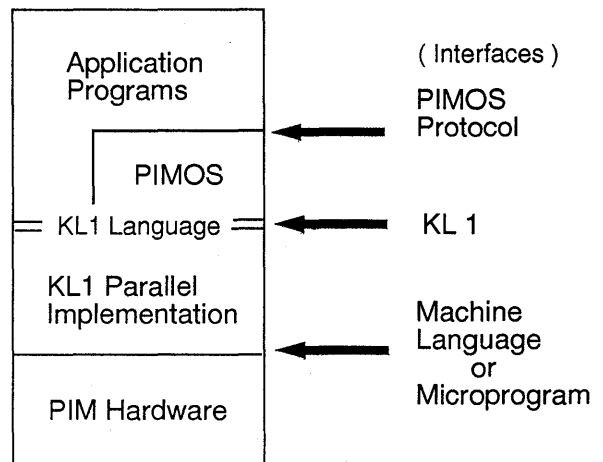 Application
Programs
PIMOS
KL1 Language
KL1 Parallel
Implementation
PIM Hardware
( Interfaces )
PIMOS
Protocol
KL 1
Machine
Language
or
Microprogram